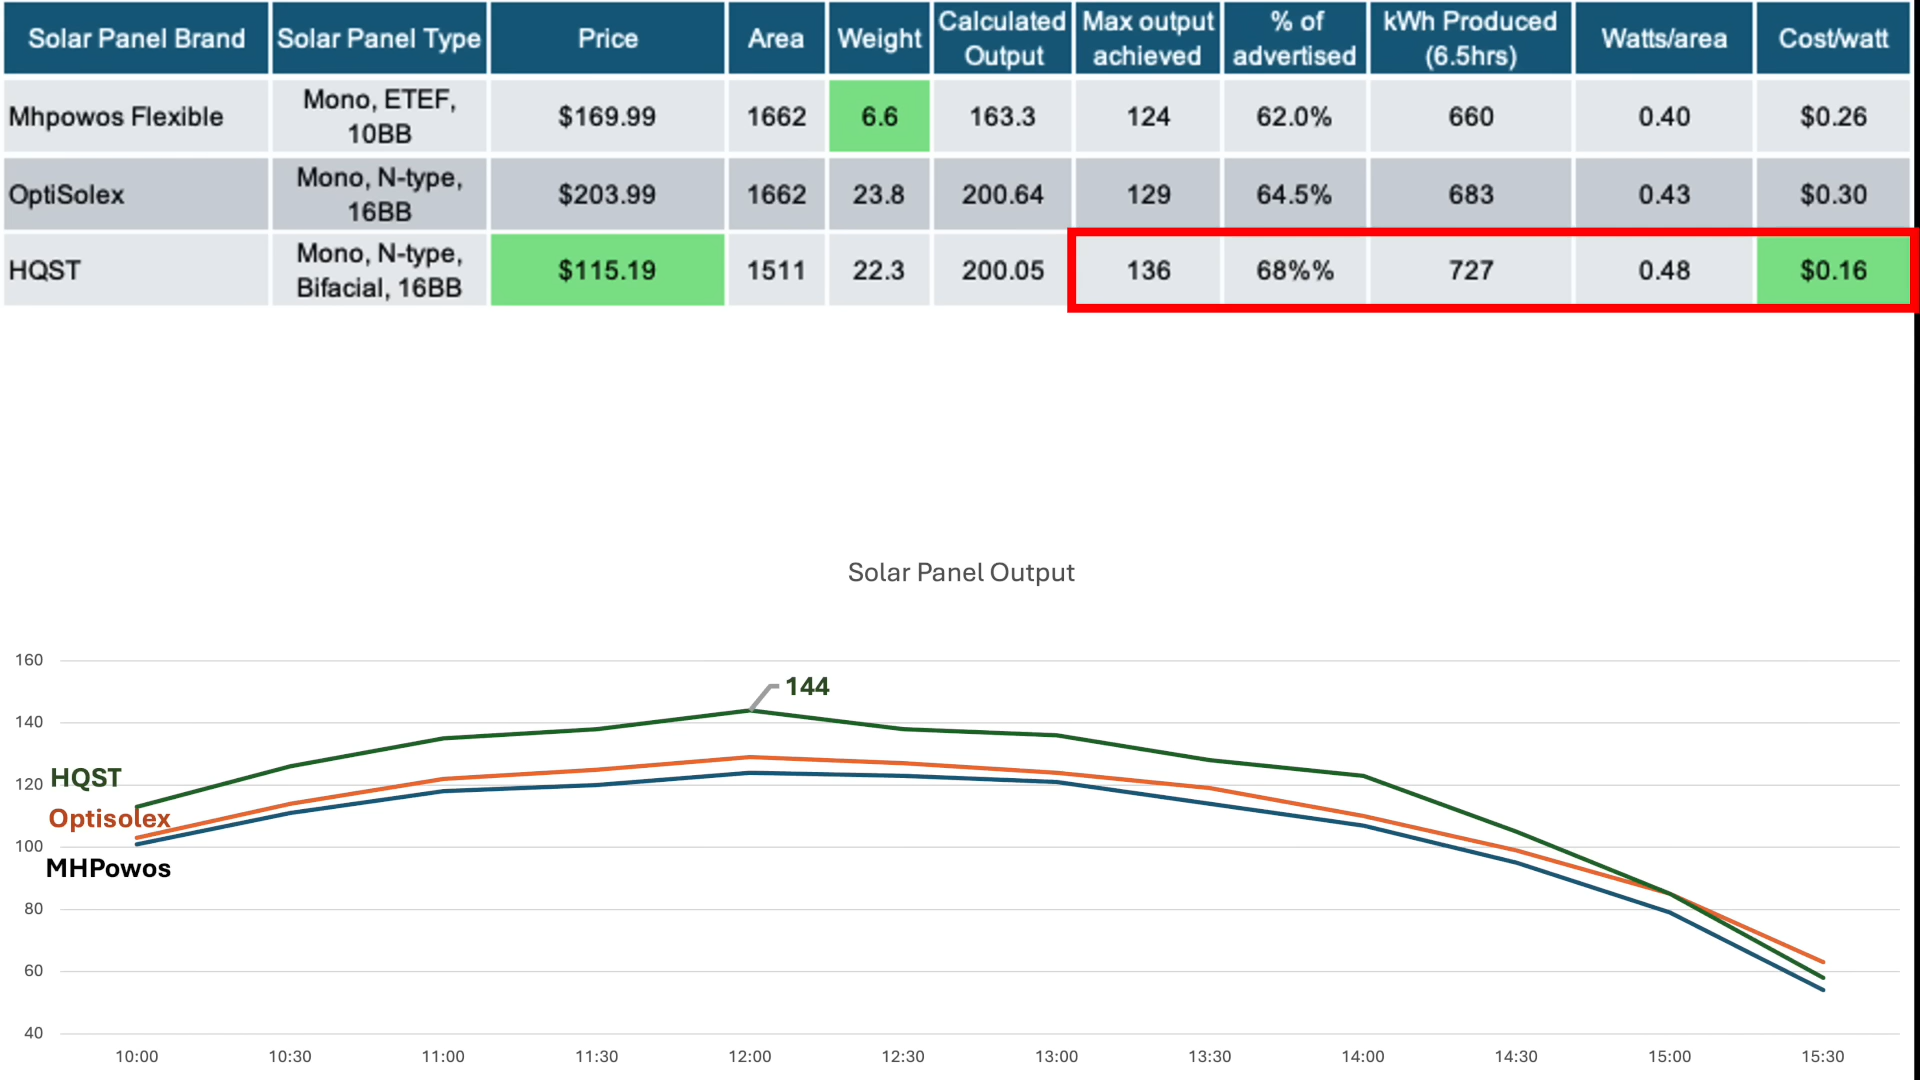 Solar Panel Brand Solar Panel Type Price Area Weight Calculated Output Max output achieved % of advertised kWh Produced (6.5hrs) Watts/area Cost/watt
Mhpowos Flexible Mono, ETEF, 10BB $169.99 1662 6.6 163.3 124 62.0% 660 0.40 $0.26
OptiSolex Mono, N-type, 16BB $203.99 1662 23.8 200.64 129 64.5% 683 0.43 $0.30
HQST Mono, N-type, Bifacial, 16BB $115.19 1511 22.3 200.05 136 68%% 727 0.48 $0.16
Solar Panel Output
160
144
140
HQST
120
Optisolex
100
MHPowos
80
60
40
10:00 10:30 11:00 11:30 12:00 12:30 13:00 13:30 14:00 14:30 15:00 15:30